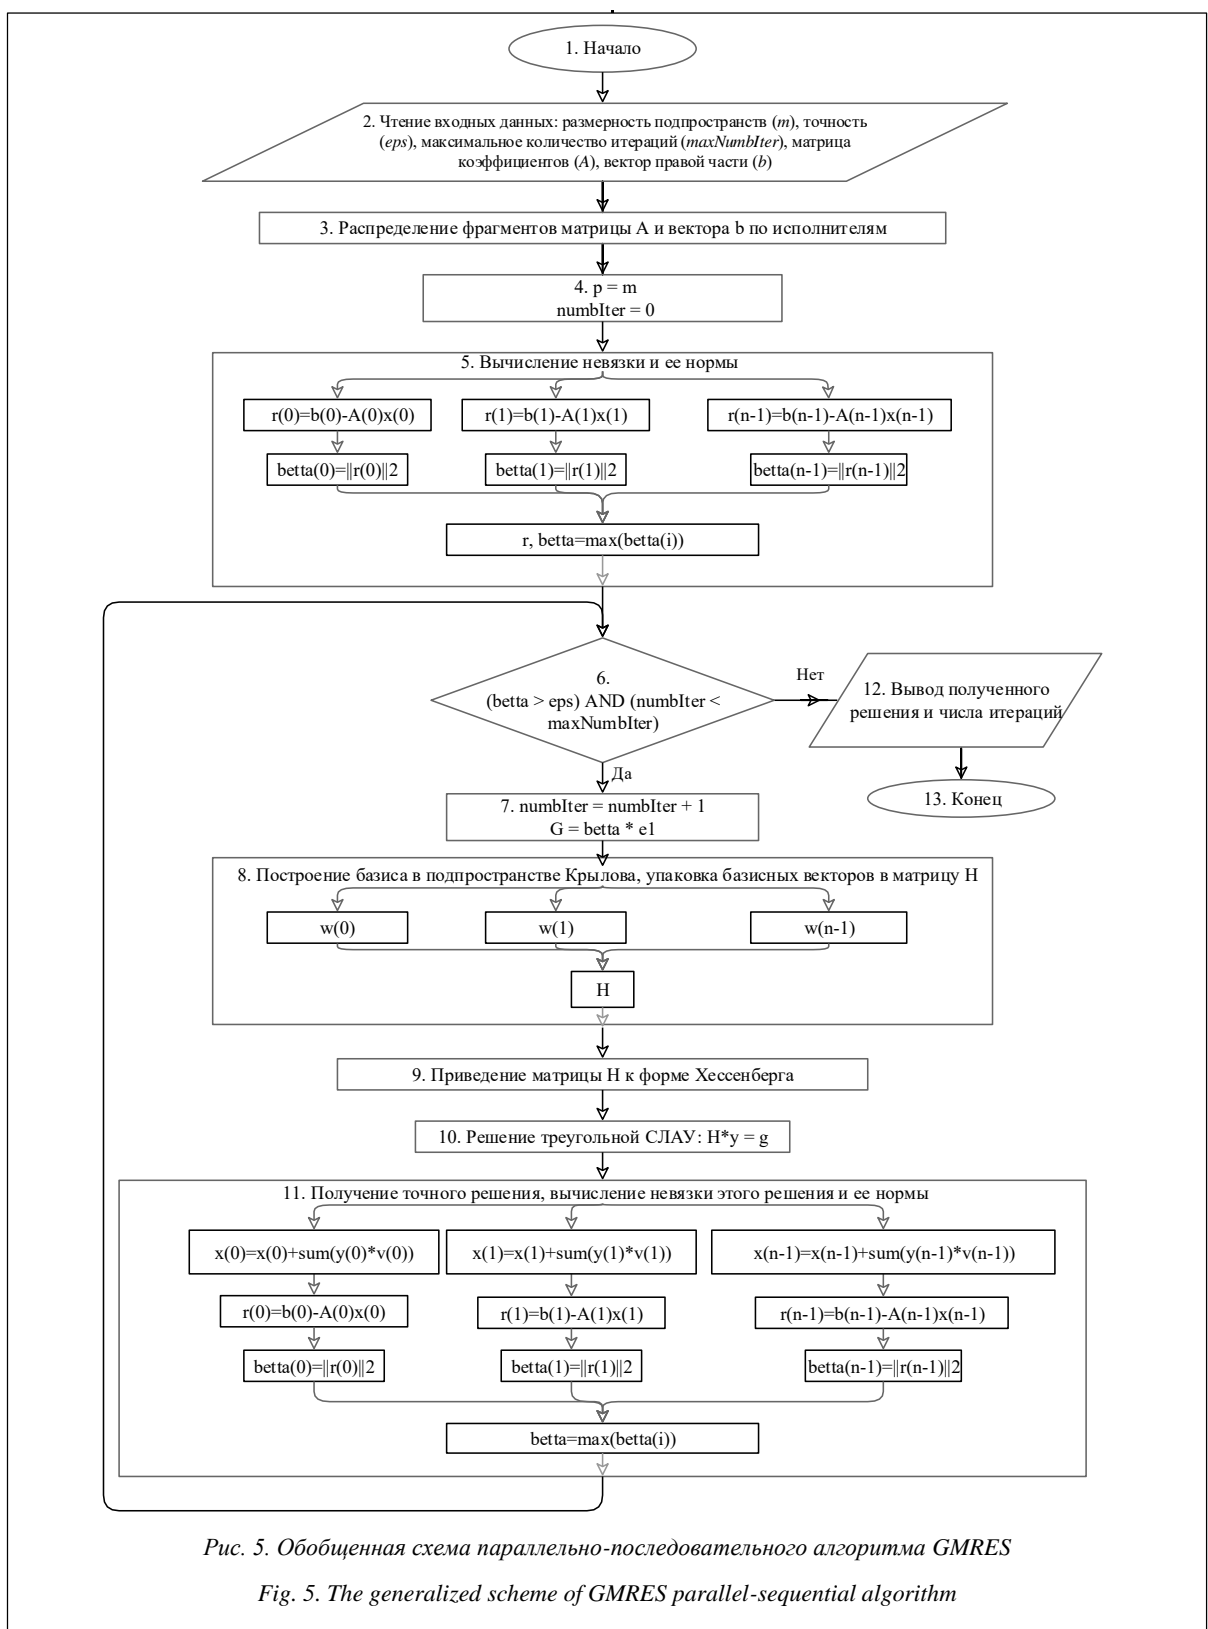 1. Начало
2. Чтение входных данных: размерность подпространств (m), точность
(eps), максимальное количество итераций (maxNumbIter), матрица
коэффициентов (A), вектор правой части (b)
3. Распределение фрагментов матрицы A и вектора b по исполнителям
4. p = m
numbIter = 0
5. Вычисление невязки и ее нормы
r(0)=b(0)-A(0)x(0)
r(1)=b(1)-A(1)x(1)
r(n-1)=b(n-1)-A(n-1)x(n-1)
betta(0)=||r(0)||2
betta(1)=||r(1)||2
betta(n-1)=||r(n-1)||2
r, betta=max(betta(i))
6.
(betta > eps) AND (numbIter <
maxNumbIter)
Нет
12. Вывод полученного
решения и числа итераций
Да
13. Конец
7. numbIter = numbIter + 1
G = betta * e1
8. Построение базиса в подпространстве Крылова, упаковка базисных векторов в матрицу H
w(0)
w(1)
w(n-1)
H
9. Приведение матрицы H к форме Хессенберга
10. Решение треугольной СЛАУ: H*y = g
11. Получение точного решения, вычисление невязки этого решения и ее нормы
x(0)=x(0)+sum(y(0)*v(0))
x(1)=x(1)+sum(y(1)*v(1))
x(n-1)=x(n-1)+sum(y(n-1)*v(n-1))
r(0)=b(0)-A(0)x(0)
r(1)=b(1)-A(1)x(1)
r(n-1)=b(n-1)-A(n-1)x(n-1)
betta(0)=||r(0)||2
betta(1)=||r(1)||2
betta(n-1)=||r(n-1)||2
betta=max(betta(i))
Рис. 5. Обобщенная схема параллельно-последовательного алгоритма GMRES
Fig. 5. The generalized scheme of GMRES parallel-sequential algorithm